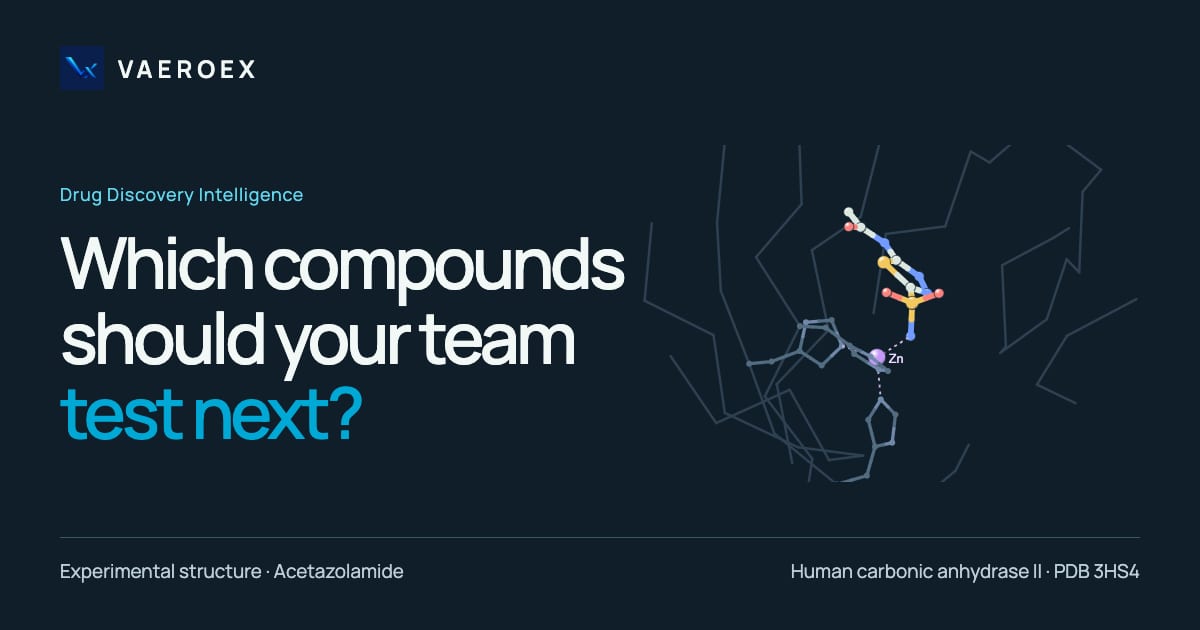 VAEROEX
Drug Discovery Intelligence
Which compounds
should your team
test next?
Zn
Experimental structure · Acetazolamide
Human carbonic anhydrase II · PDB 3HS4